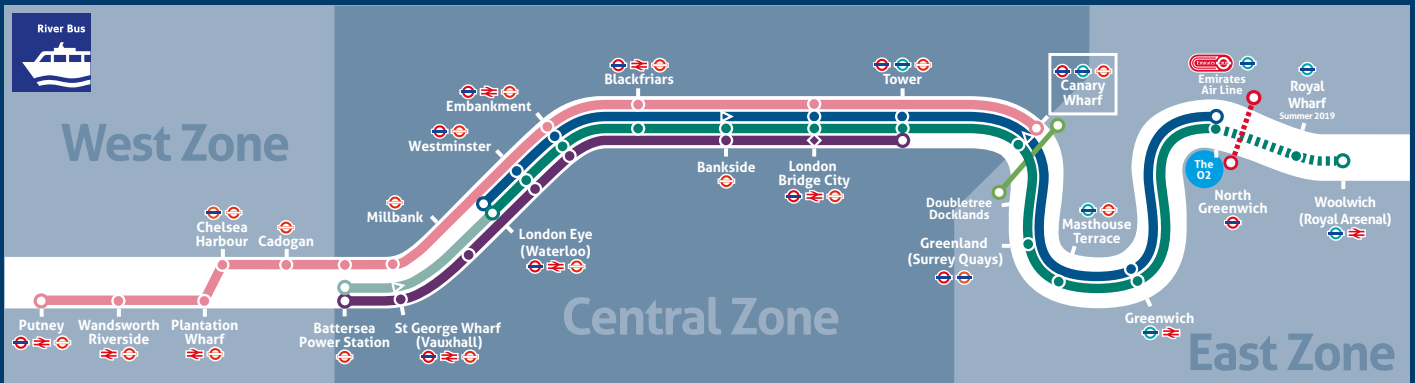 River Bus
West Zone
Central Zone
East Zone
Putney
Wandsworth
Riverside
Plantation
Wharf
Chelsea
Harbour
Cadogan
Battersea
Power Station
St George Wharf
(Vauxhall)
Millbank
London Eye
(Waterloo)
Westminster
Embankment
Blackfriars
Bankside
London
Bridge City
Tower
Canary
Wharf
Doubletree
Docklands
Greenland
(Surrey Quays)
Masthouse
Terrace
Greenwich
The
O2
North
Greenwich
Emirates
Emirates
Air Line
Royal
Wharf
Summer 2019
Woolwich
(Royal Arsenal)